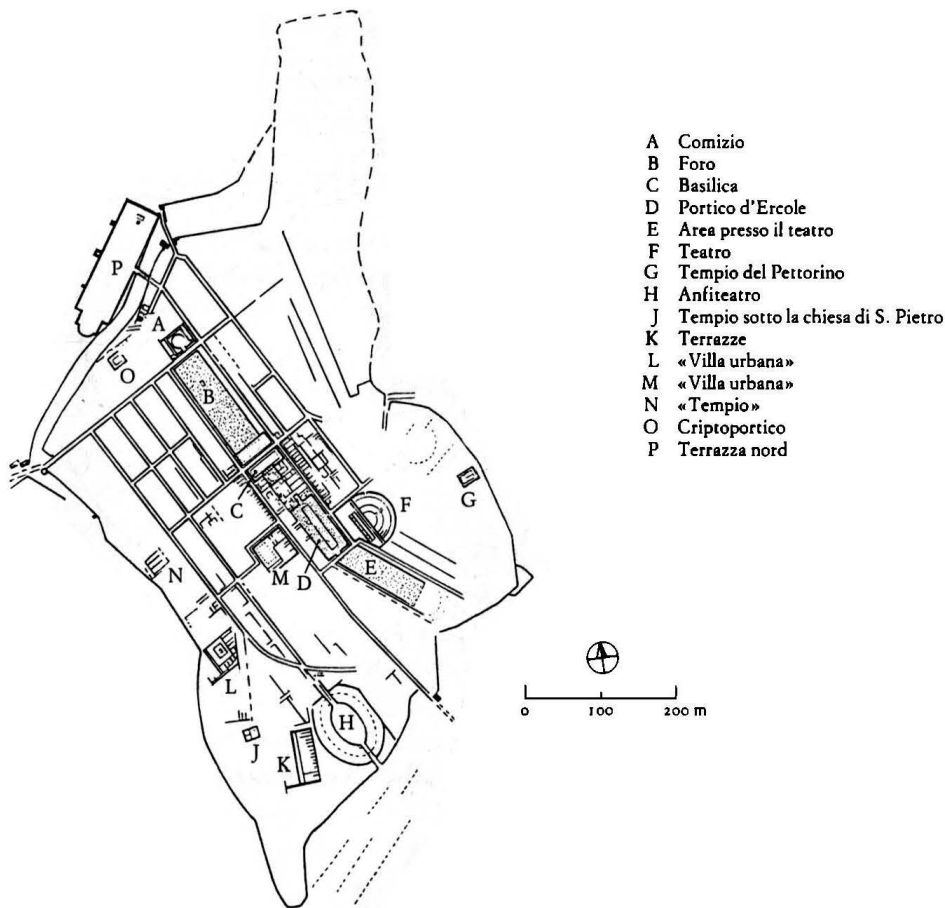 A Comizio
B Foro
C Basilica
D Portico d'Ercole
E Area presso il teatro
F Teatro
G Tempio del Pettorino
H Anfiteatro
J Tempio sotto la chiesa di S. Pietro
K Terrazze
L «Villa urbana»
M «Villa urbana»
N «Tempio»
O Criptoportico
P Terrazza nord
P
A
O
B
C
F
G
M D
E
N
L
J
K
H
0 100 200 m